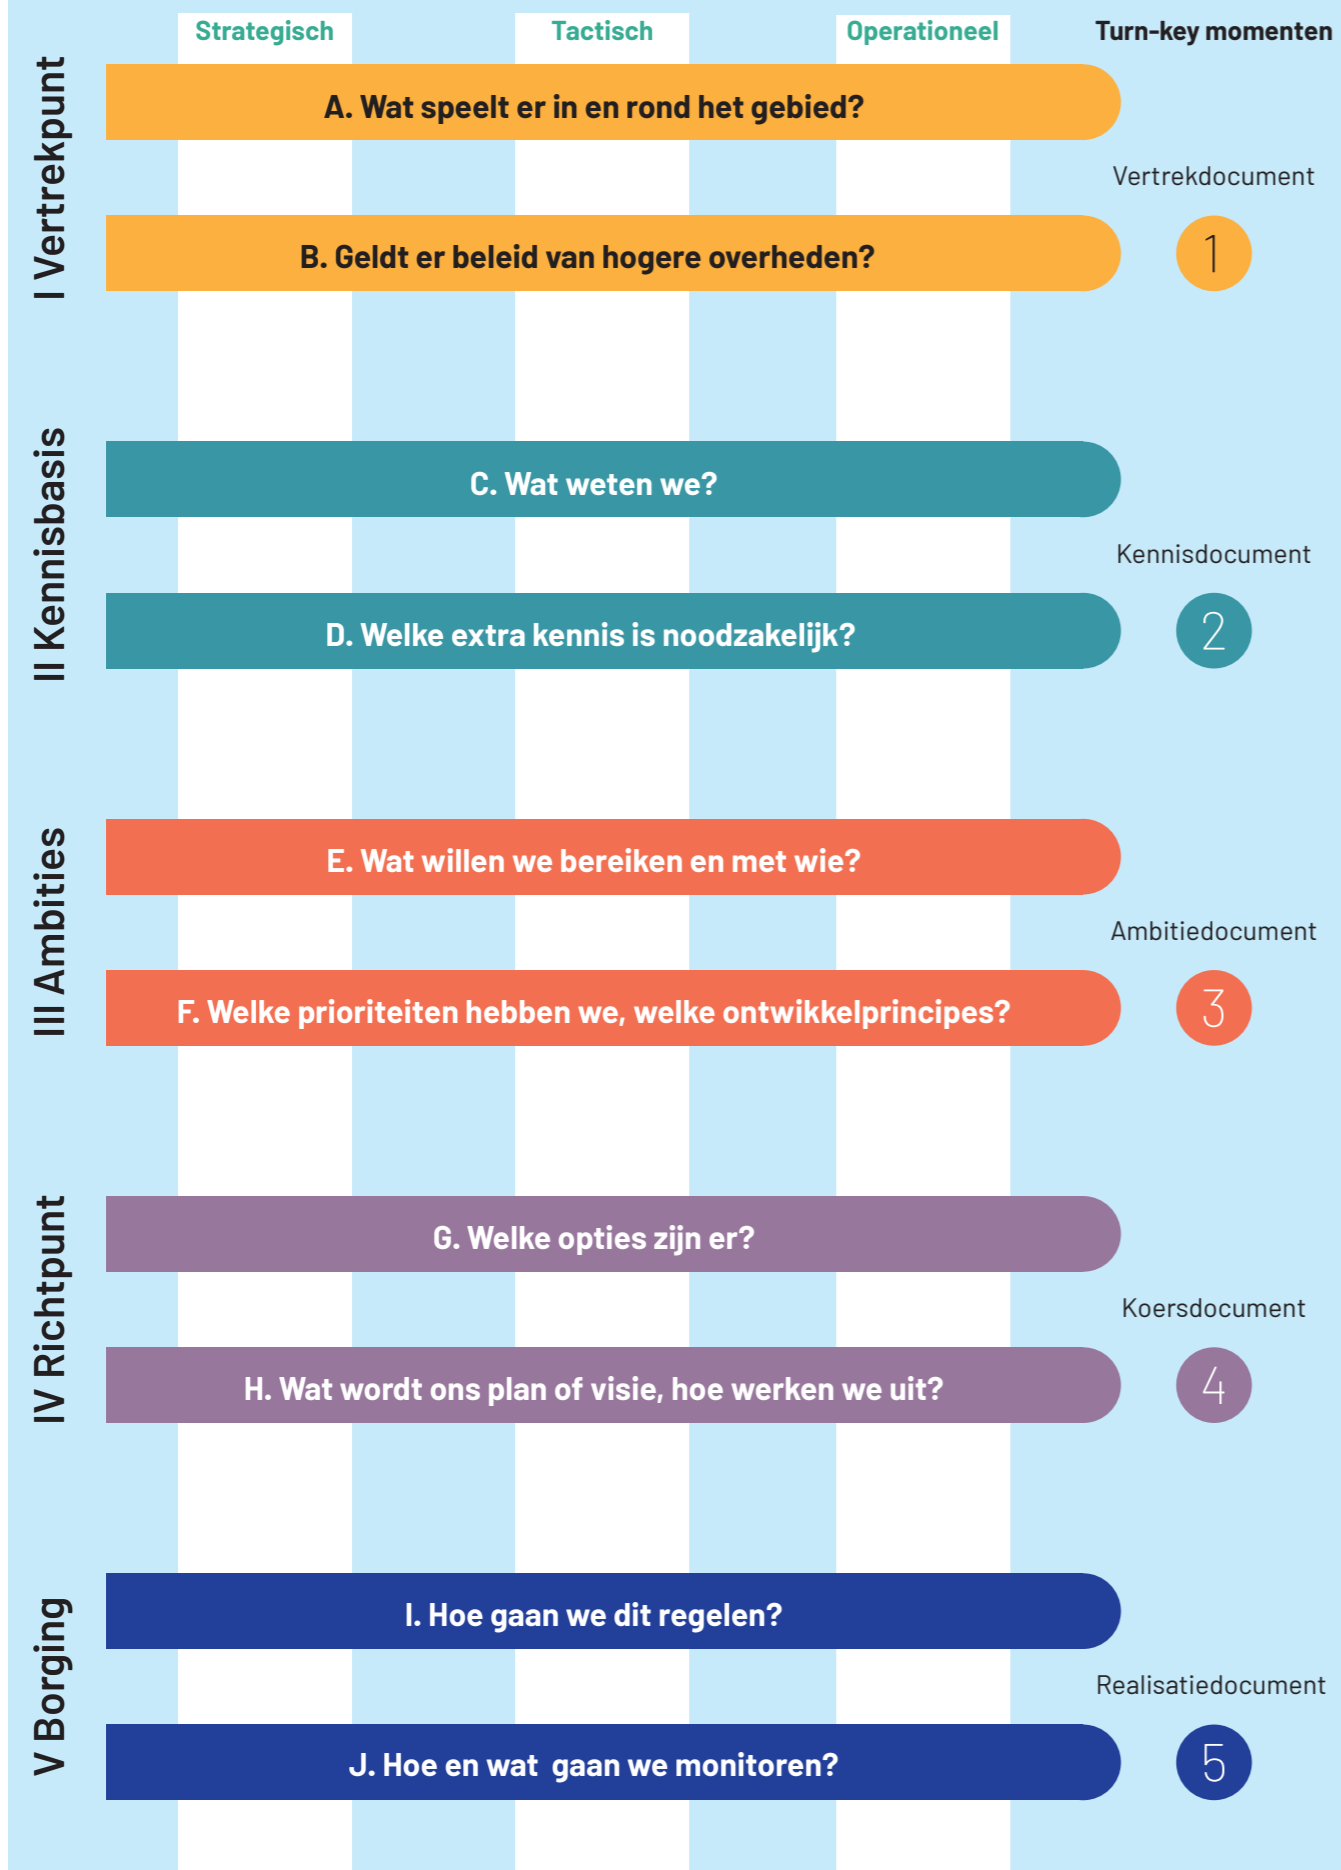 Strategisch Tactisch Operationeel Turn-key momenten
I Vertrekpunt
A. Wat speelt er in en rond het gebied?
Vertrekdocument
B. Geldt er beleid van hogere overheden?
1
II Kennisbasis
C. Wat weten we?
Kennisdocument
D. Welke extra kennis is noodzakelijk?
2
III Ambities
E. Wat willen we bereiken en met wie?
Ambitiedocument
F. Welke prioriteiten hebben we, welke ontwikkelprincipes?
3
IV Richtpunt
G. Welke opties zijn er?
Koersdocument
H. Wat wordt ons plan of visie, hoe werken we uit?
4
V Borging
I. Hoe gaan we dit regelen?
Realisatiedocument
J. Hoe en wat  gaan we monitoren?
5